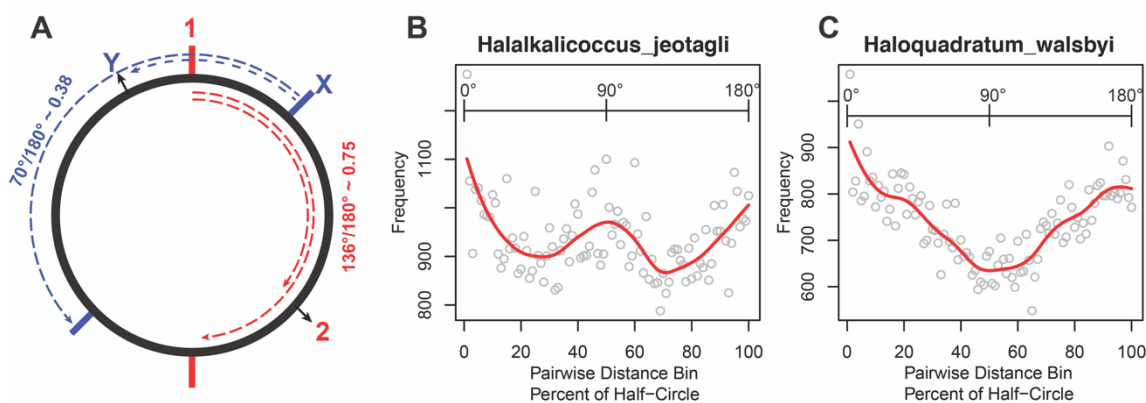 A
1
Y
X
70°/180° ~ 0.38
136°/180° ~ 0.75
2
B
Halalkalicoccus_jeotagli
0° 90° 180°
Frequency
1100
1000
900
800
0 20 40 60 80 100
Pairwise Distance Bin
Percent of Half-Circle
C
Haloquadratum_walsbyi
0° 90° 180°
Frequency
900
800
700
600
0 20 40 60 80 100
Pairwise Distance Bin
Percent of Half-Circle